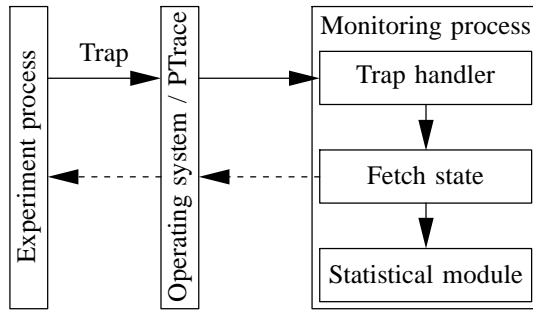 Experiment process
Trap
Operating system / PTrace
Monitoring process
Trap handler
Fetch state
Statistical module